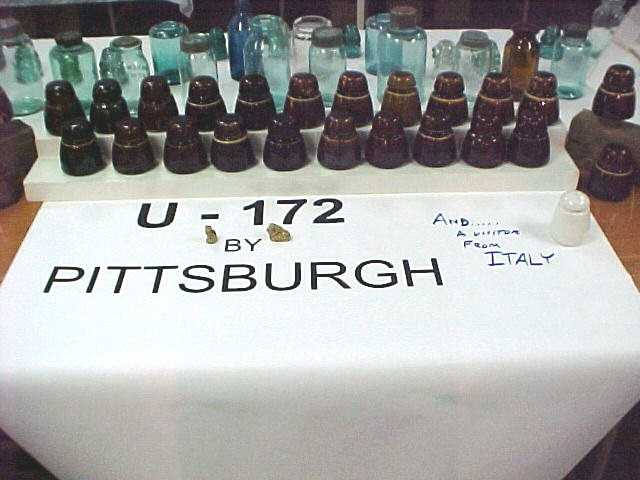 U - 172
BY
PITTSBURGH
AND.....
A VISITOR
FROM
ITALY